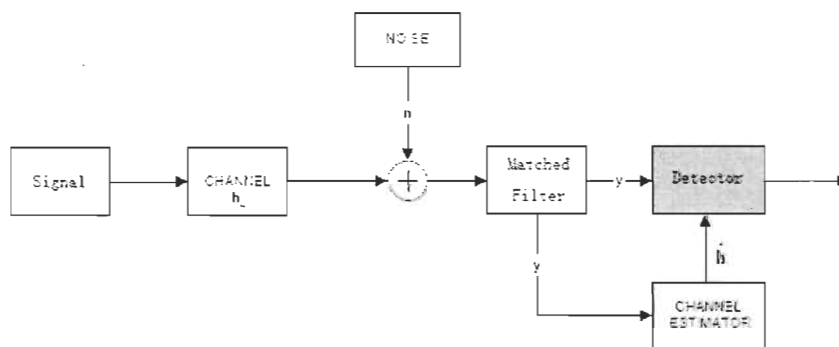 NOISE
n
Signal
CHANNEL
h
+
Matched
Filter
y
Detector
y
ĥ
CHANNEL
ESTIMATOR